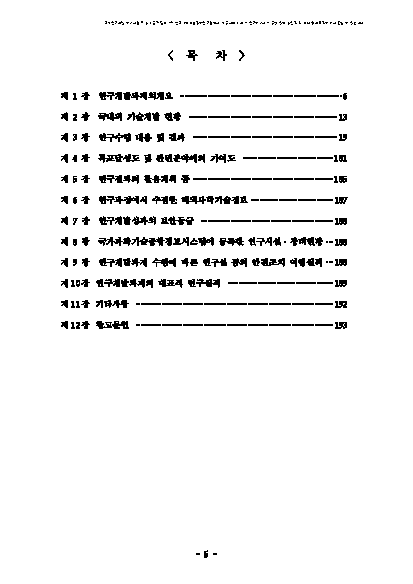 < 목 차 >
제 1 장 연구개발과제의개요 6
제 2 장 국내외 기술개발 현황 13
제 3 장 연구수행 내용 및 결과 19
제 4 장 목표달성도 및 관련분야에의 기여도 181
제 5 장 연구결과의 활용계획 등 185
제 6 장 연구과정에서 수집한 해외과학기술정보 187
제 7 장 연구개발성과의 보안등급 188
제 8 장 국가과학기술종합정보시스템에 등록한 연구시설·장비현황 188
제 9 장 연구개발과제 수행에 따른 연구실 등의 안전조치 이행실적 188
제10장 연구개발과제의 대표적 연구실적 189
제11장 기타사항 192
제12장 참고문헌 193
- 5 -